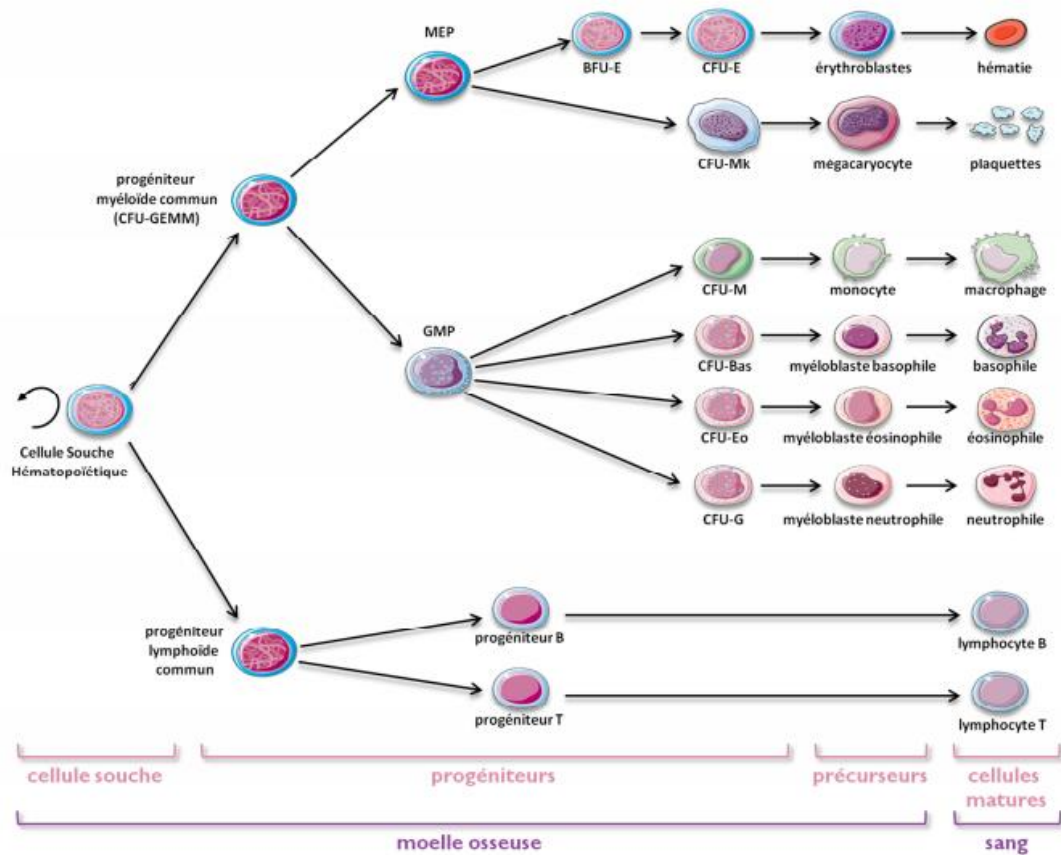 MEP
BFU-E
CFU-E
érythroblastes
hématie
CFU-Mk
mégacaryocyte
plaquettes
progéniteur
myéloïde commun
(CFU-GEMM)
CFU-M
monocyte
macrophage
GMP
CFU-Bas
myéloblaste basophile
basophile
CFU-Eo
myéloblaste éosinophile
éosinophile
Cellule Souche
Hématopoïétique
CFU-G
myéloblaste neutrophile
neutrophile
progéniteur
lymphoïde
commun
progéniteur B
lymphocyte B
progéniteur T
lymphocyte T
cellule souche
progéniteurs
précurseurs
cellules
matures
moelle osseuse
sang